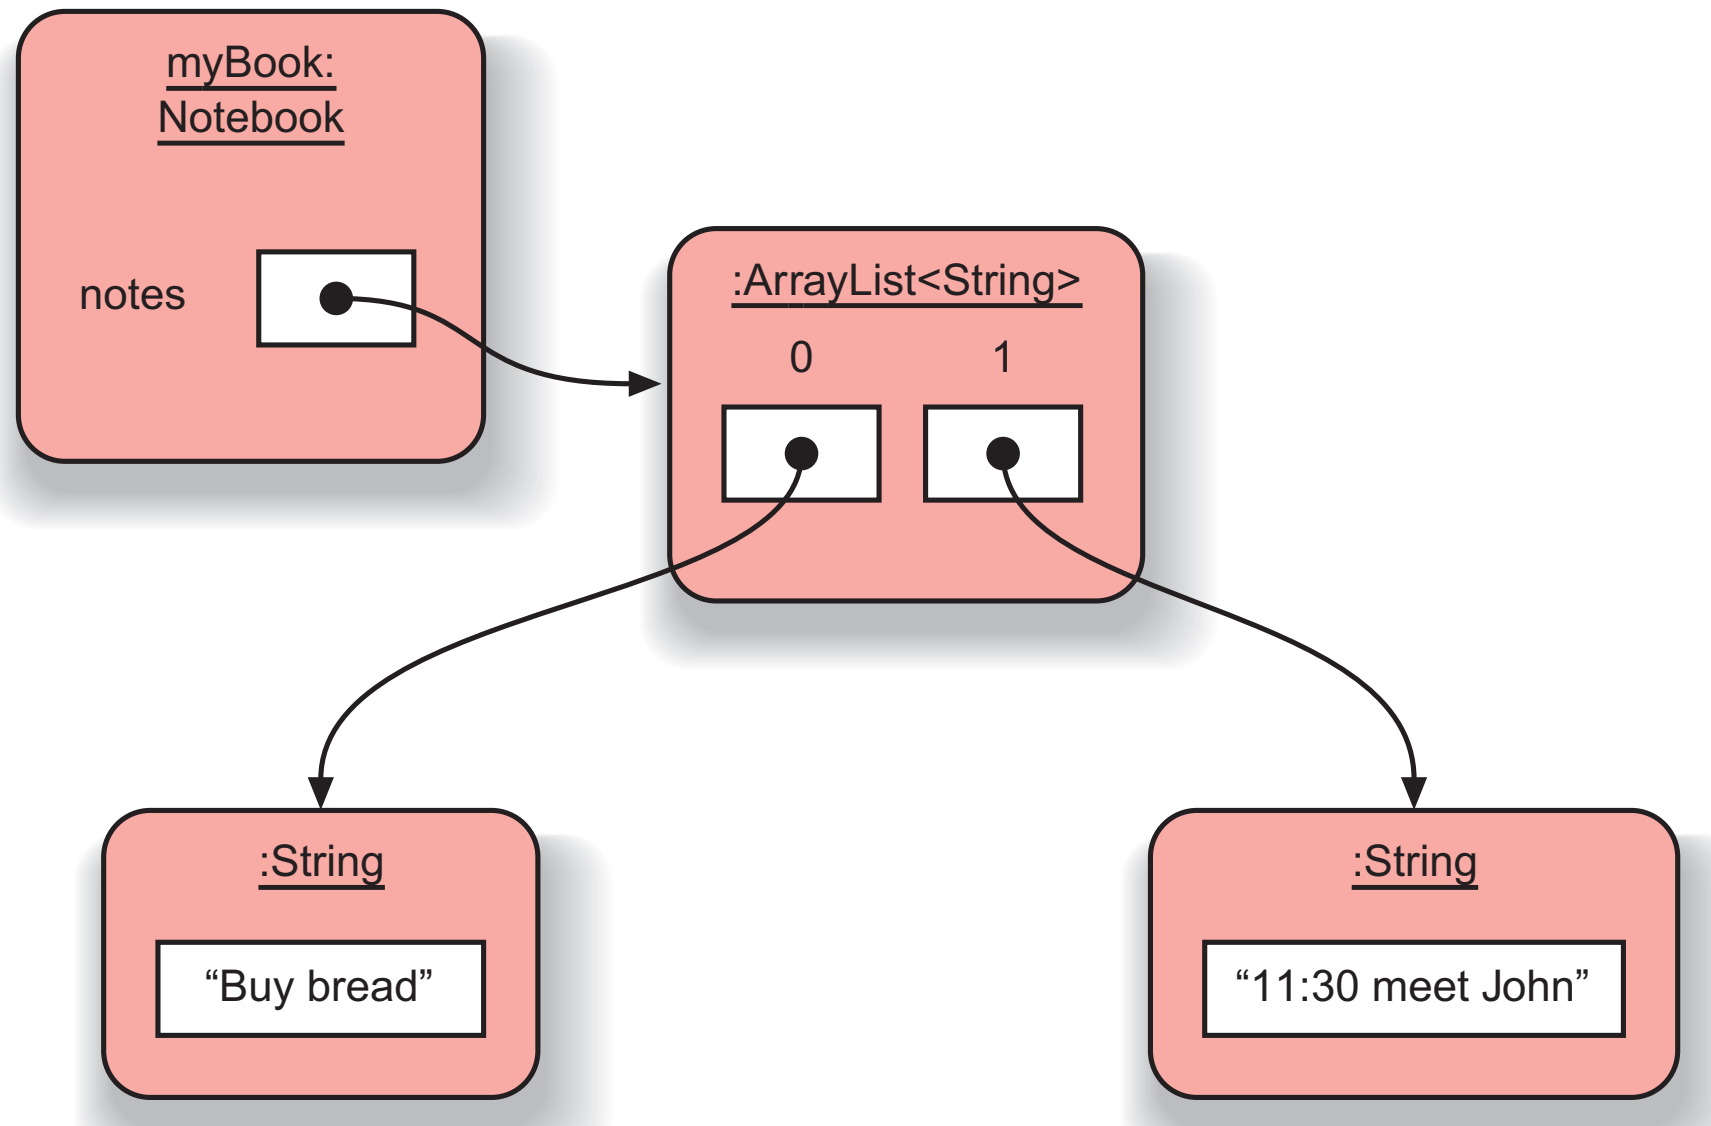 myBook:
Notebook
notes
:ArrayList<String>
0 1
:String
“Buy bread”
:String
“11:30 meet John”